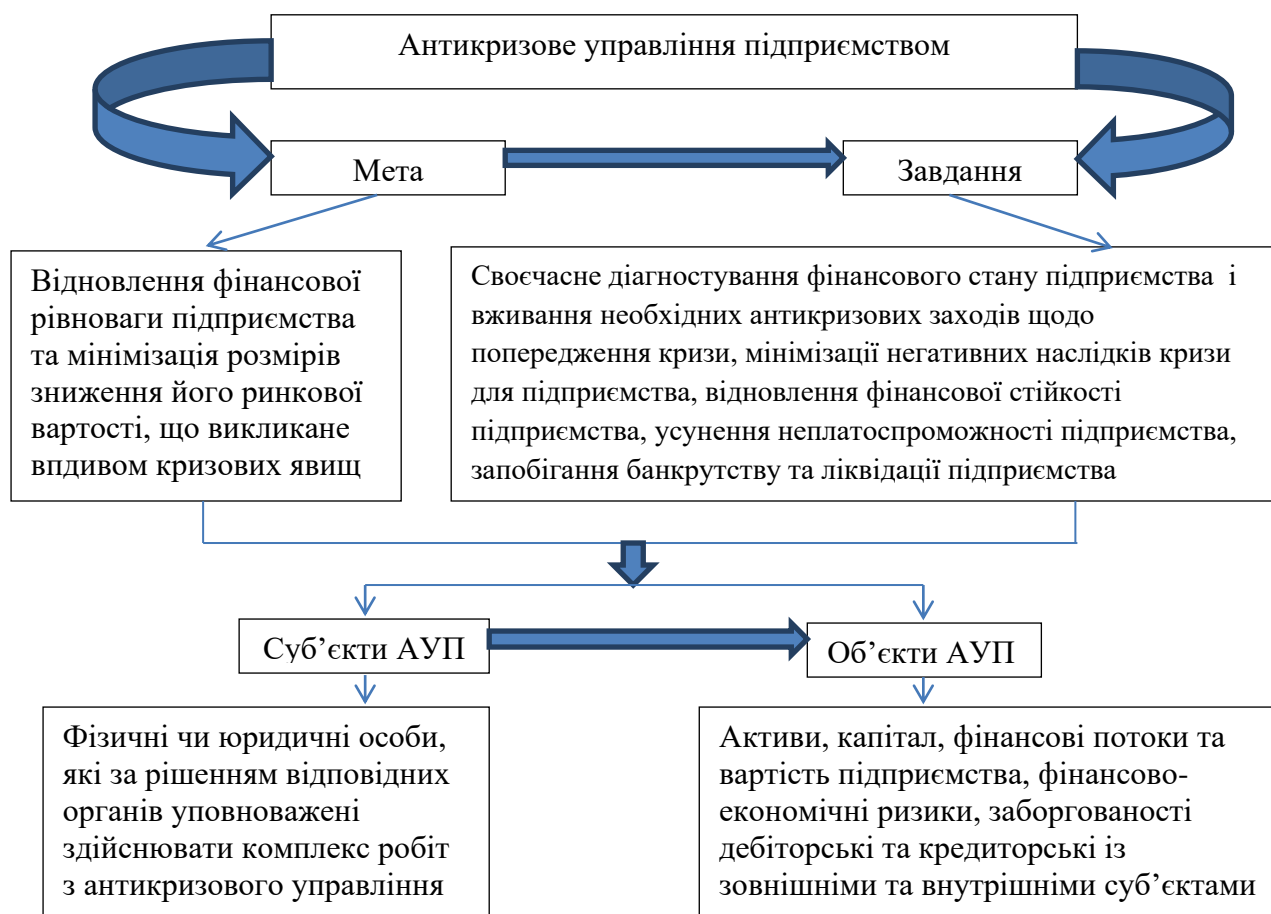 Антикризове управління підприємством
Мета
Завдання
Відновлення фінансової
рівноваги підприємства
та мінімізація розмірів
зниження його ринкової
вартості, що викликане
впдивом кризових явищ
Своєчасне діагностування фінансового стану підприємства і
вживання необхідних антикризових заходів щодо
попередження кризи, мінімізації негативних наслідків кризи
для підприємства, відновлення фінансової стійкості
підприємства, усунення неплатоспроможності підприємства,
запобігання банкрутству та ліквідації підприємства
Суб’єкти АУП
Об’єкти АУП
Фізичні чи юридичні особи,
які за рішенням відповідних
органів уповноважені
здійснювати комплекс робіт
з антикризового управління
Активи, капітал, фінансові потоки та
вартість підприємства, фінансово-
економічні ризики, заборгованості
дебіторські та кредиторські із
зовнішніми та внутрішніми суб’єктами